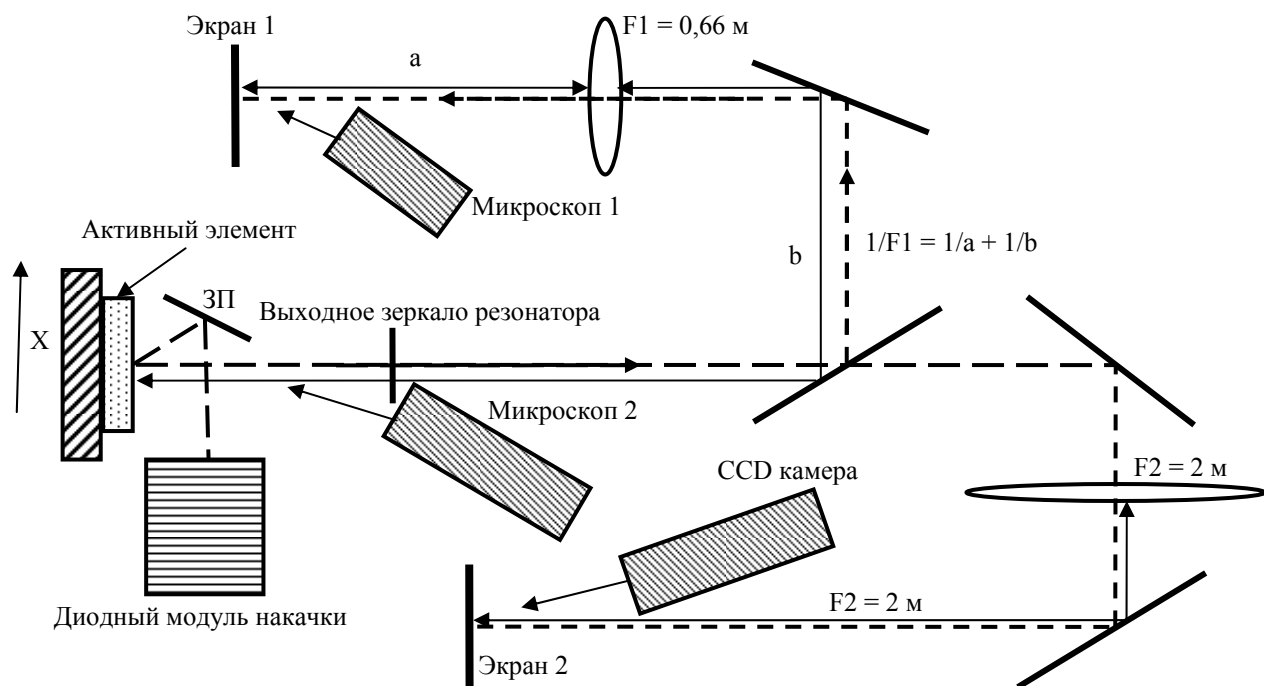 Экран 1
F1 = 0,66 м
a
Микроскоп 1
Активный элемент
1/F1 = 1/a + 1/b
b
ЗП
Выходное зеркало резонатора
X
Микроскоп 2
CCD камера
F2 = 2 м
F2 = 2 м
Диодный модуль накачки
Экран 2